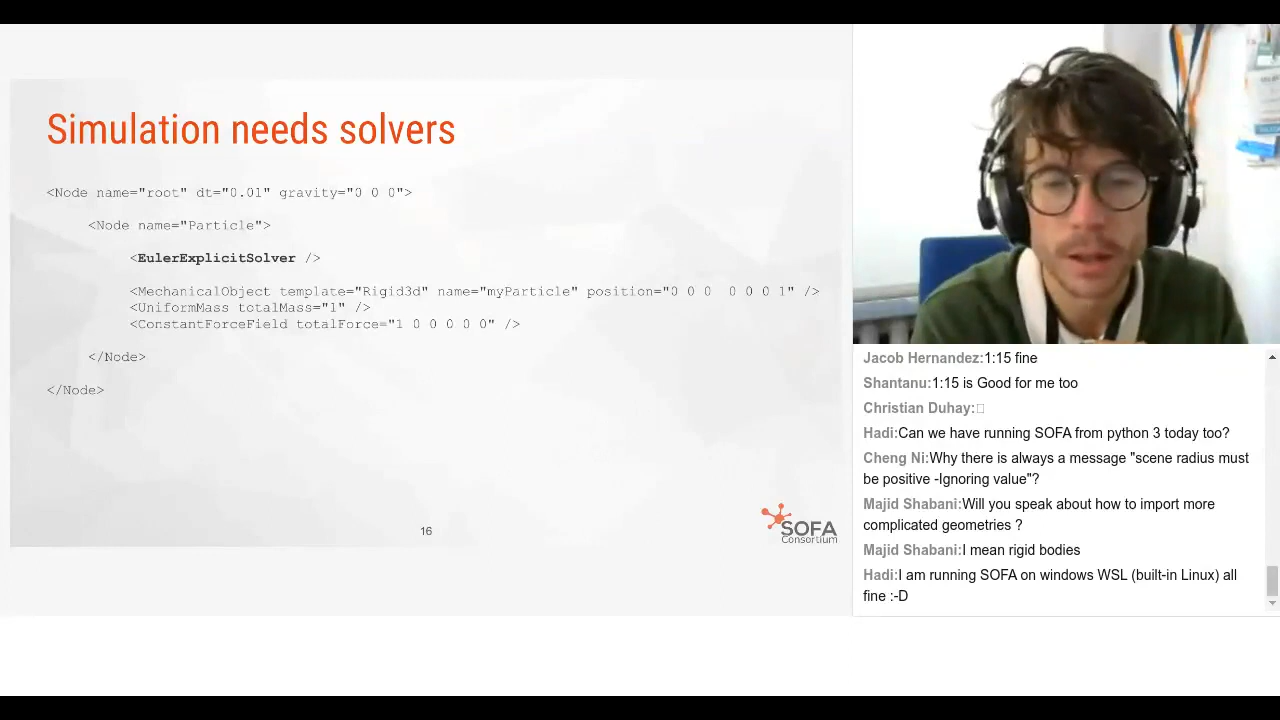 Simulation needs solvers
<Node name="root" dt="0.01" gravity="0 0 0">
<Node name="Particle">
<EulerExplicitSolver />
<MechanicalObject template="Rigid3d" name="myParticle" position="0 0 0  0 0 0 1" />
<UniformMass totalMass="1" />
<ConstantForceField totalForce="1 0 0 0 0 0" />
</Node>
</Node>
16
SOFA
Consortium
Jacob Hernandez:1:15 fine
Shantanu:1:15 is Good for me too
Christian Duhay:
Hadi:Can we have running SOFA from python 3 today too?
Cheng Ni:Why there is always a message "scene radius must
be positive -Ignoring value"?
Majid Shabani:Will you speak about how to import more
complicated geometries ?
Majid Shabani:I mean rigid bodies
Hadi:I am running SOFA on windows WSL (built-in Linux) all
fine :-D